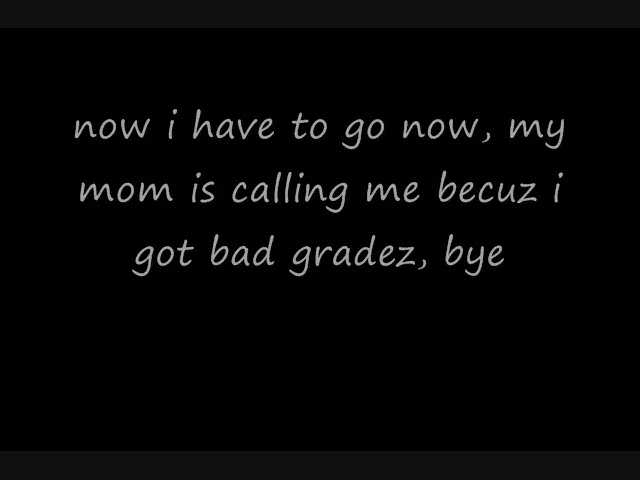 now i have to go now, my
mom is calling me becuz i
got bad gradez, bye